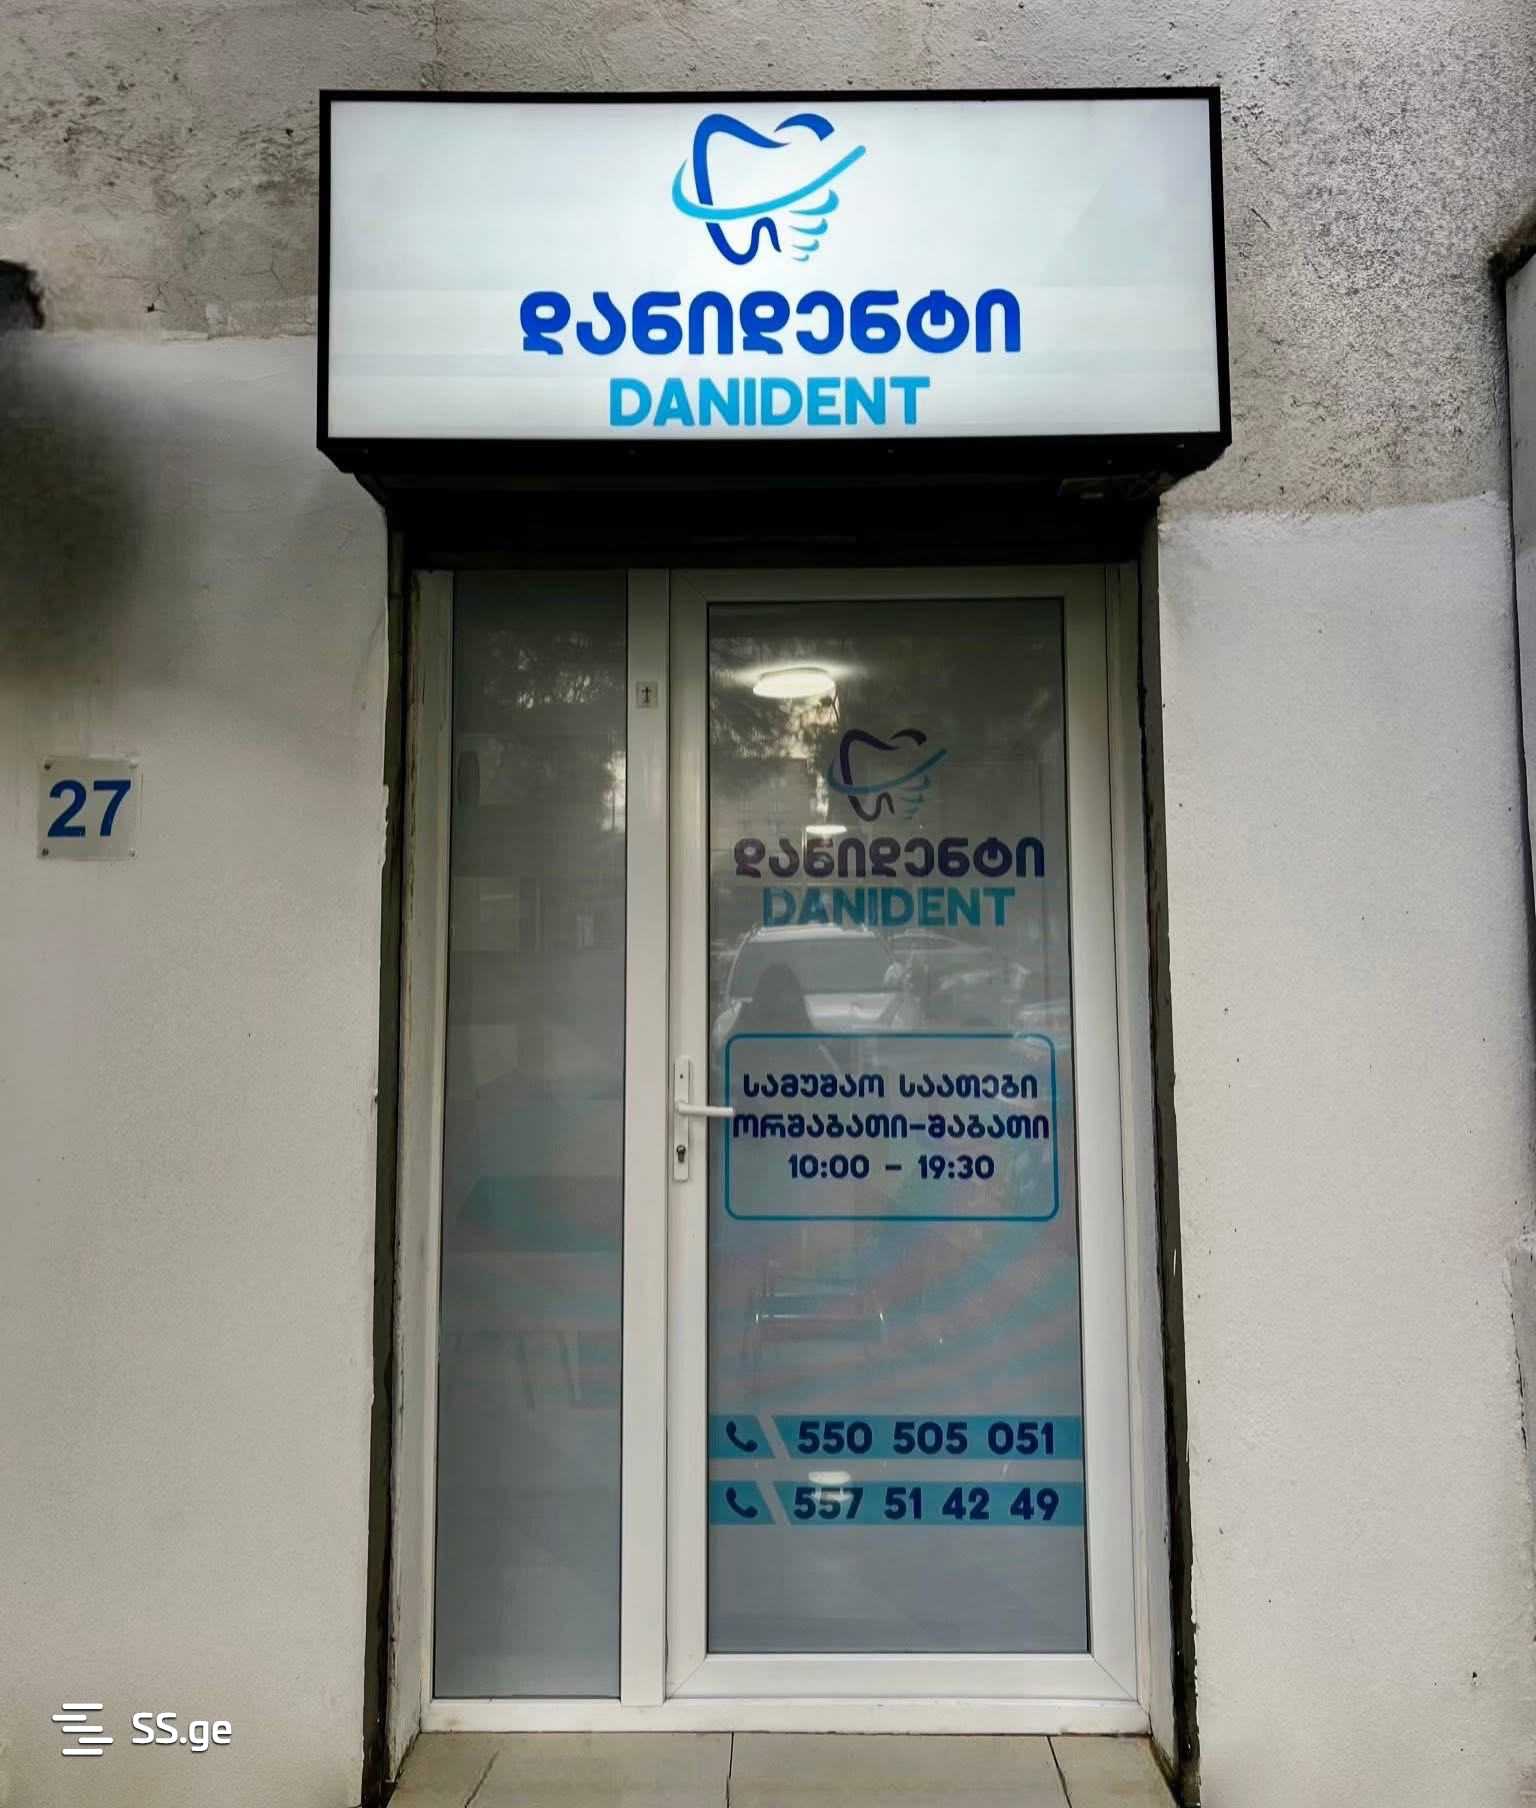 დანიდენტი
DANIDENT
27
დანიდენტი
DANIDENT
სამუშაო საათები
ორშაბათი-შაბათი
10:00 - 19:30
550 505 051
557 51 42 49
SS.ge